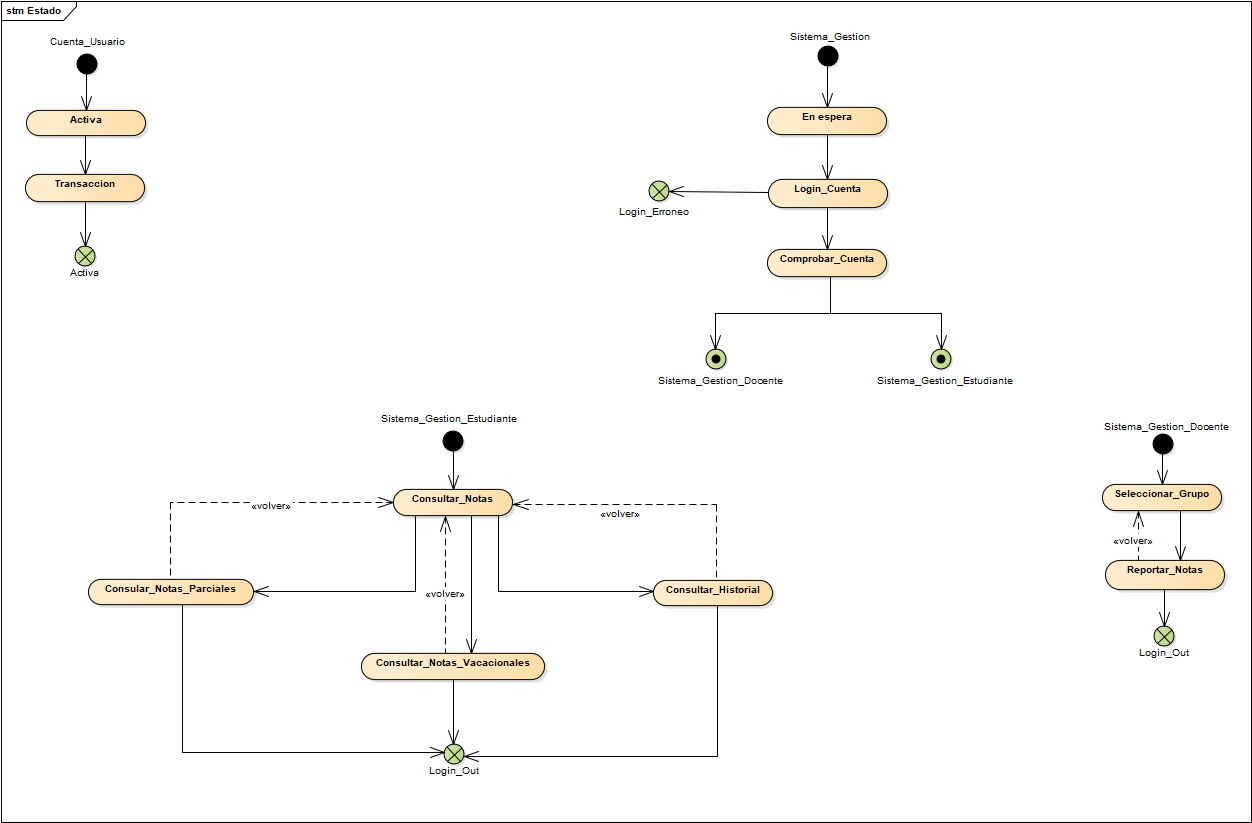 stm Estado
Cuenta_Usuario
Activa
Transaccion
Activa
Sistema_Gestion
En espera
Login_Cuenta
Login_Erroneo
Comprobar_Cuenta
Sistema_Gestion_Docente
Sistema_Gestion_Estudiante
Sistema_Gestion_Estudiante
Consultar_Notas
«volver»
«volver»
Consular_Notas_Parciales
«volver»
Consultar_Historial
Consultar_Notas_Vacacionales
Login_Out
Sistema_Gestion_Docente
Seleccionar_Grupo
«volver»
Reportar_Notas
Login_Out